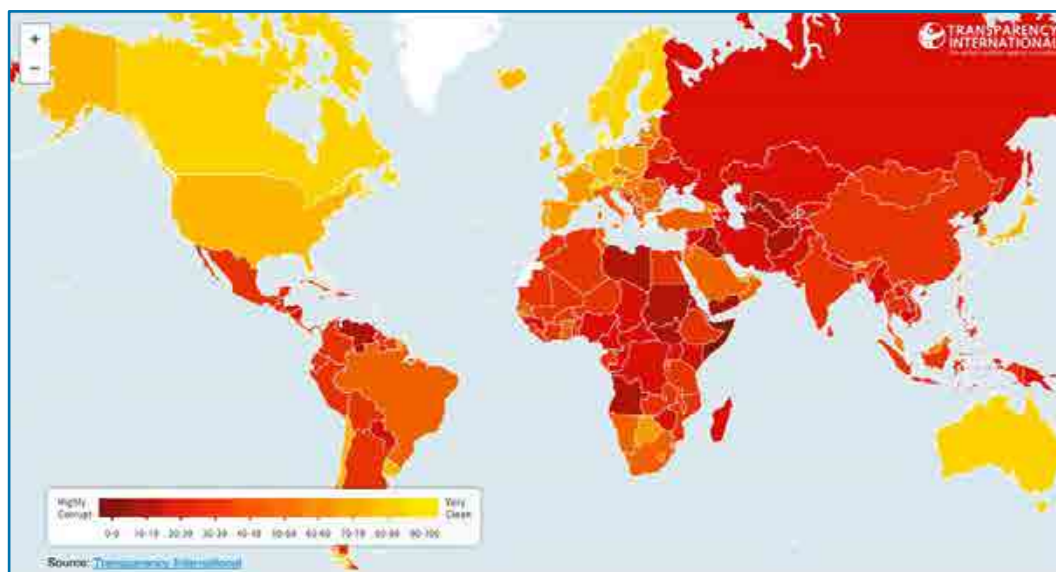 +
−
TRANSPARENCY
INTERNATIONAL
Highly
Corrupt
Very
Clean
0-9 10-19 20-29 30-39 40-49 50-59 60-69 70-79 80-89 90-100
Source: Transparency International